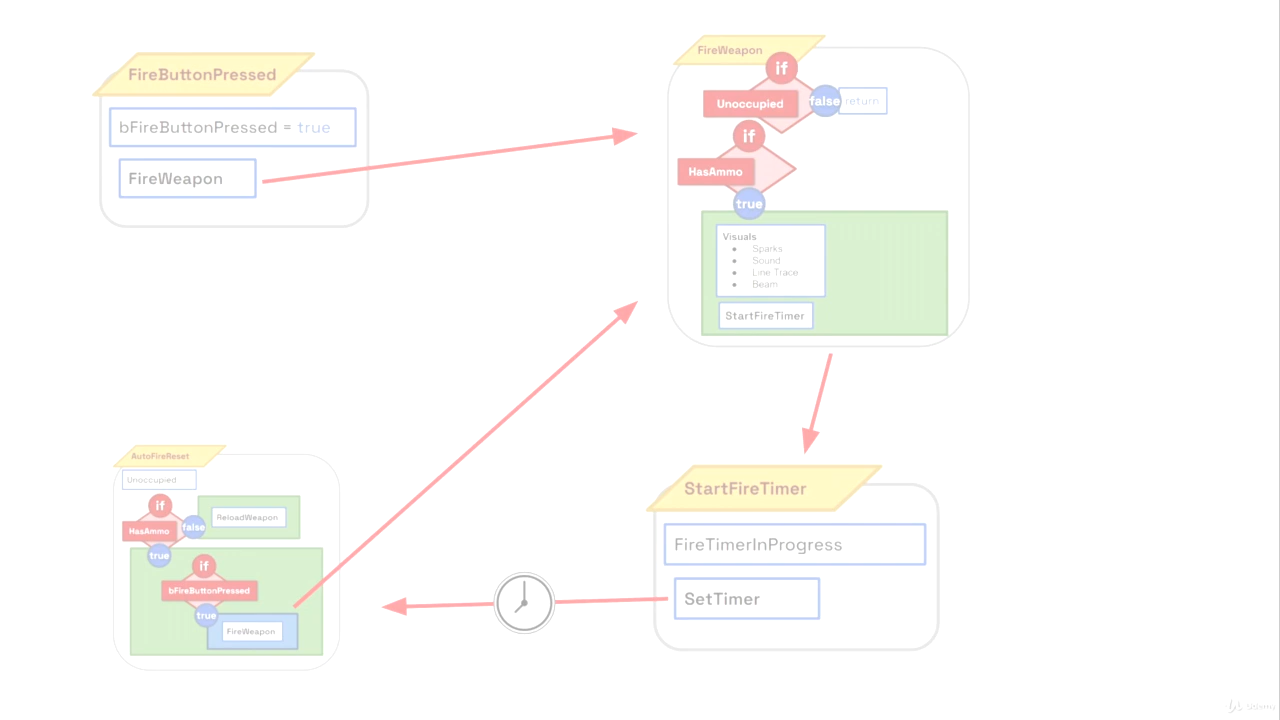 FireButtonPressed
bFireButtonPressed = true
FireWeapon
FireWeapon
if
Unoccupied
false
return
if
HasAmmo
true
Visuals
● Sparks
● Sound
● Line Trace
● Beam
StartFireTimer
AutoFireReset
Unoccupied
if
HasAmmo
false
ReloadWeapon
true
if
bFireButtonPressed
true
FireWeapon
StartFireTimer
FireTimerInProgress
SetTimer